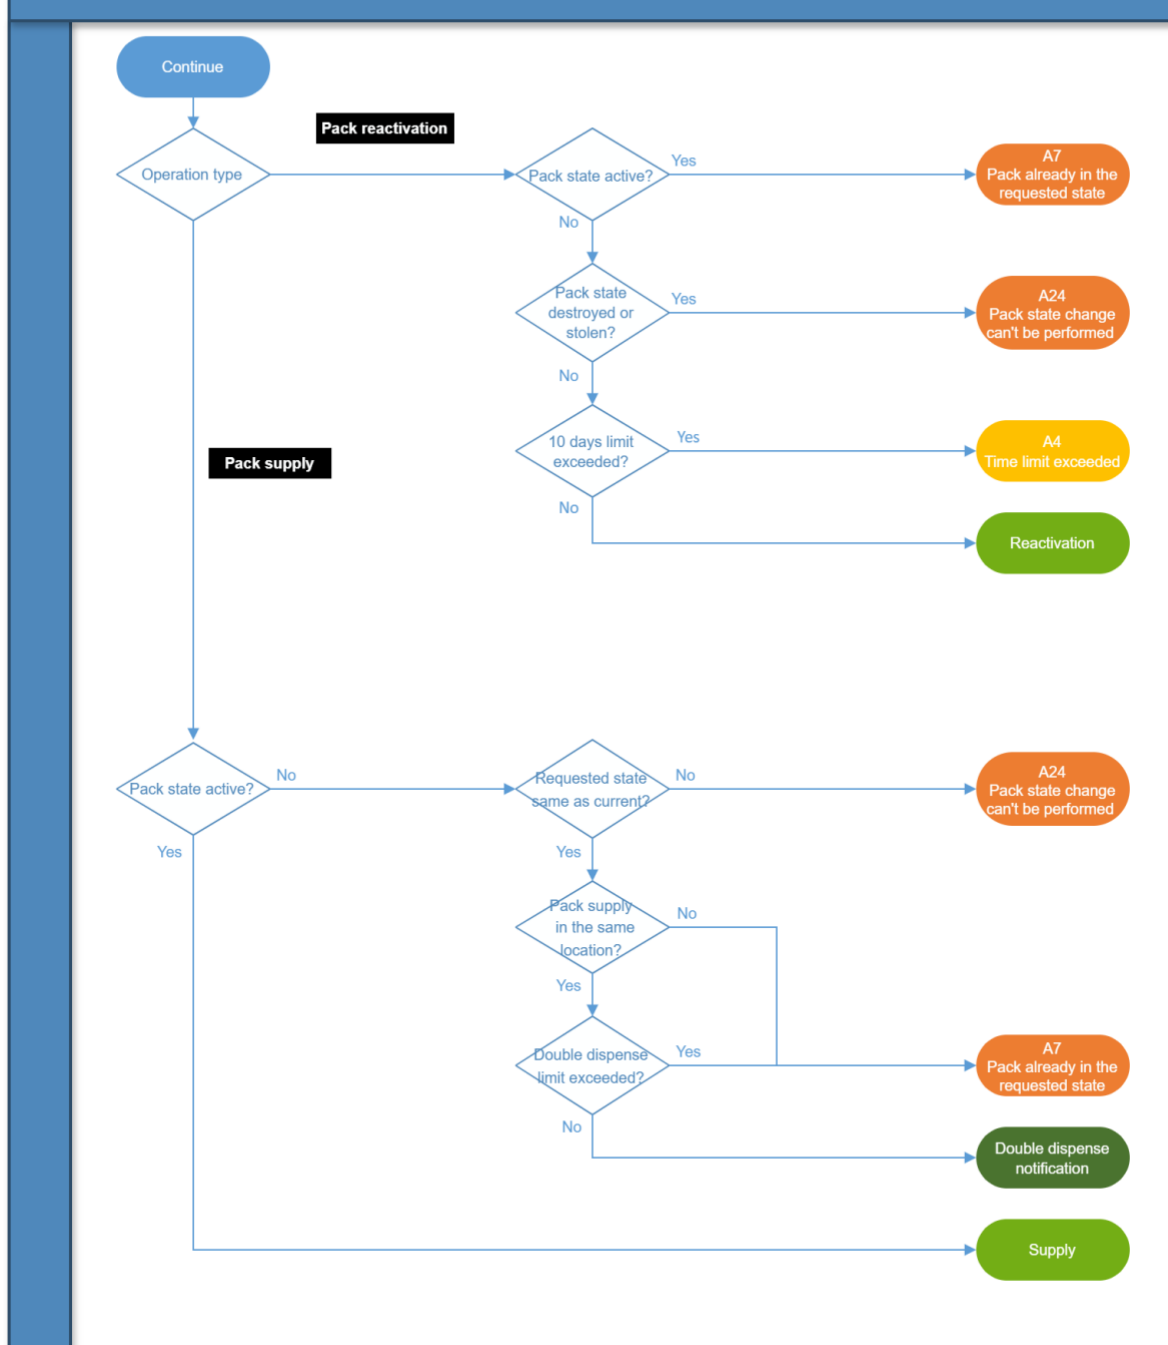 Continue
Pack reactivation
Operation type
Pack state active?
Yes
A7
Pack already in the
requested state
No
Pack state
destroyed or
stolen?
Yes
A24
Pack state change
can't be performed
No
10 days limit
exceeded?
Yes
A4
Time limit exceeded
Pack supply
No
Reactivation
Pack state active?
No
Requested state
same as current?
No
A24
Pack state change
can't be performed
Yes
Yes
Pack supply
in the same
location?
No
Yes
Double dispense
limit exceeded?
Yes
A7
Pack already in the
requested state
No
Double dispense
notification
Supply